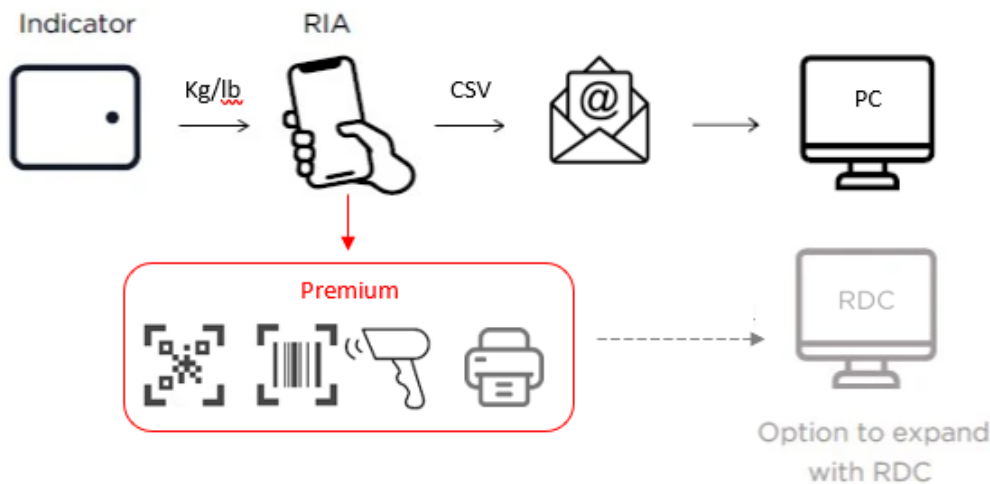 Indicator
RIA
Kg/lb
CSV
@
PC
Premium
RDC
Option to expand
with RDC